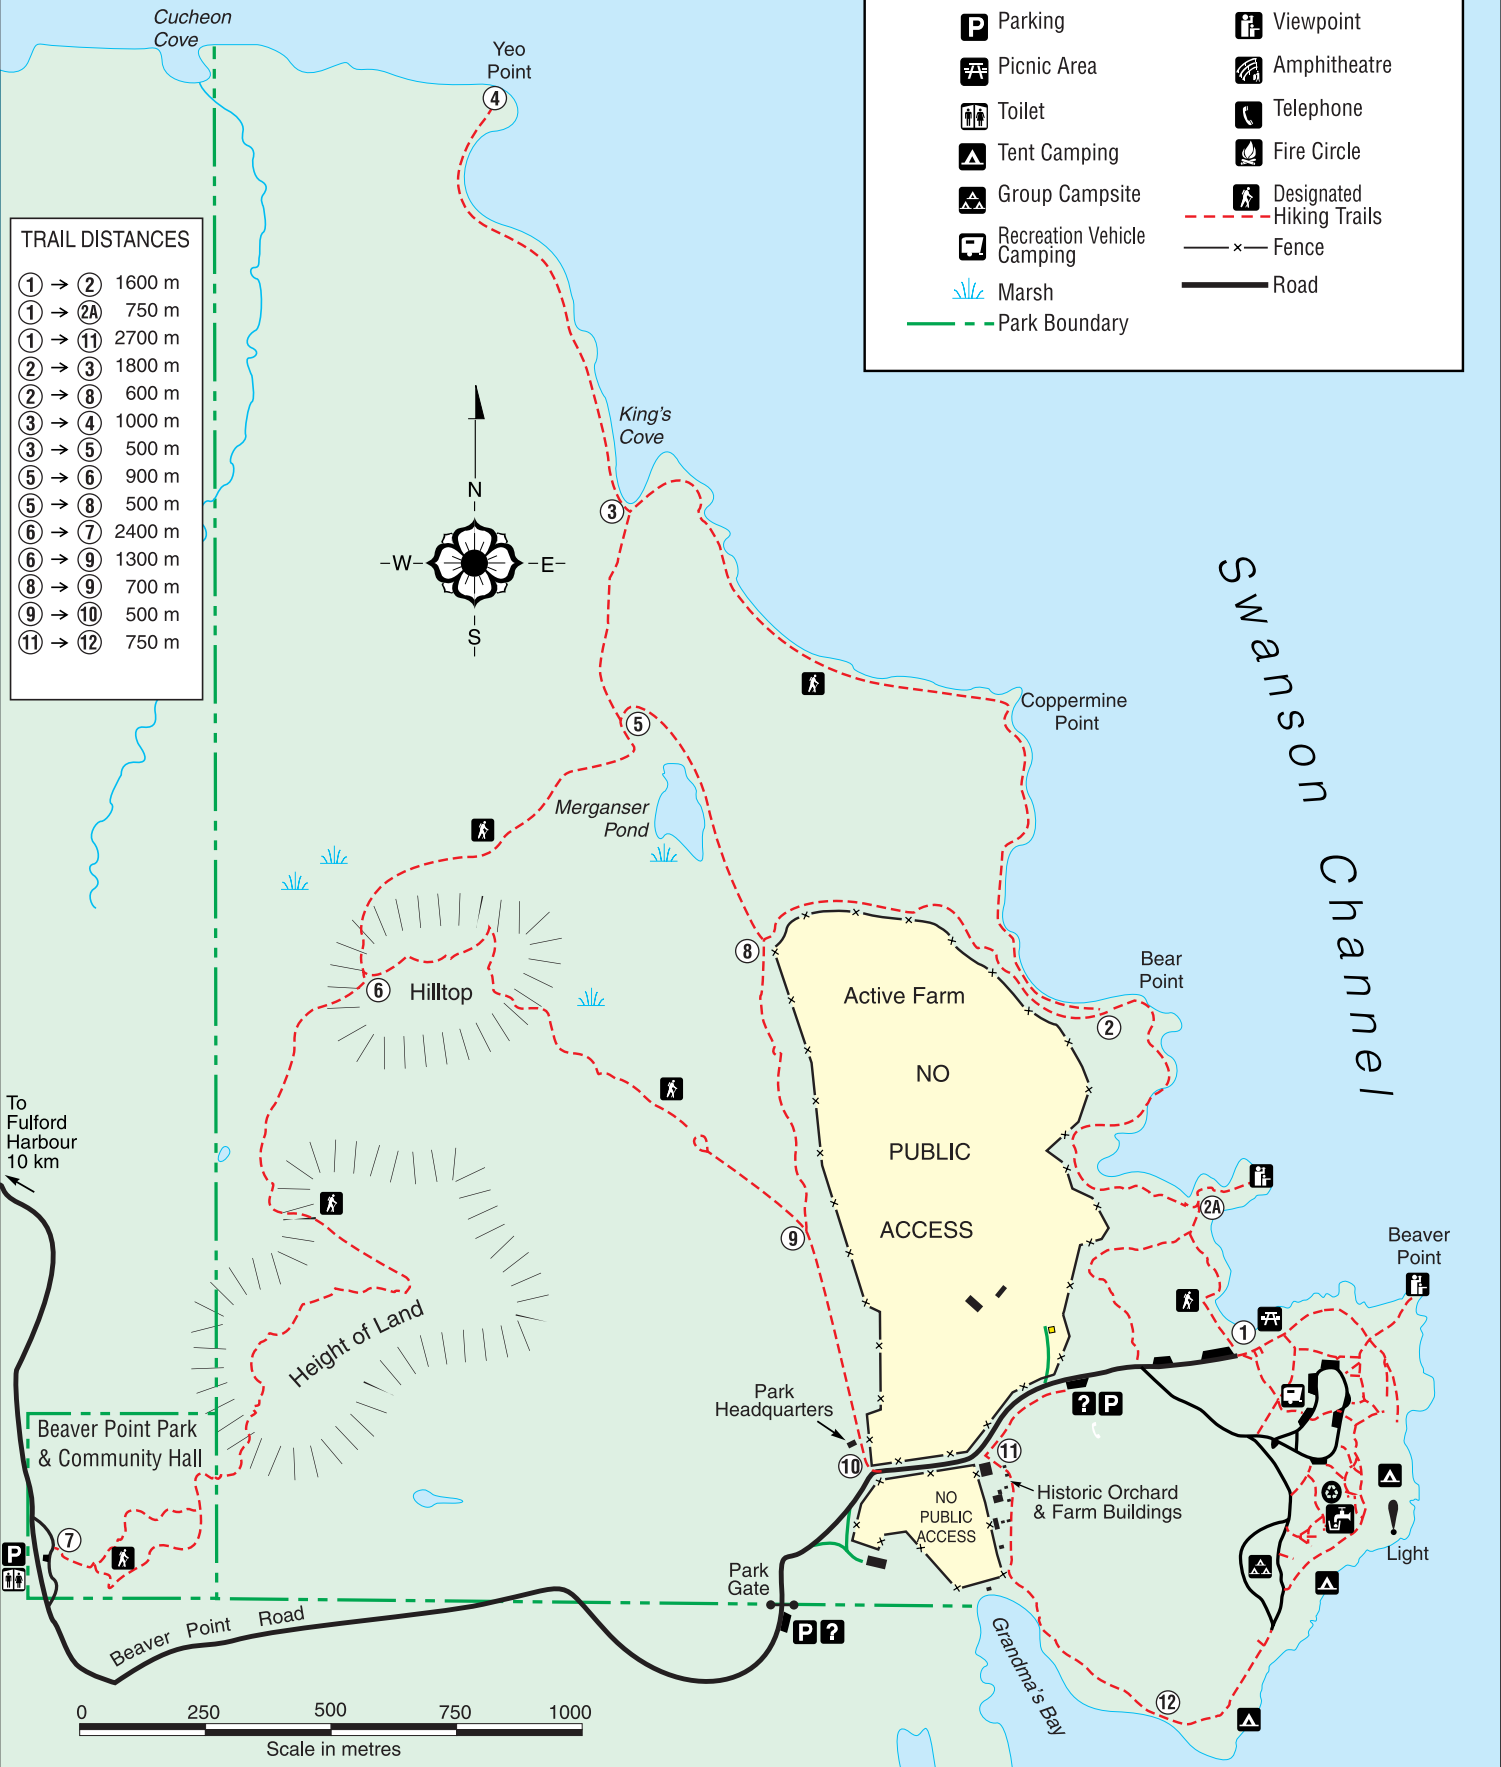 Cucheon
Cove
Yeo
Point
4
Parking
Picnic Area
Toilet
Tent Camping
Group Campsite
Recreation Vehicle
Camping
Marsh
Park Boundary
Viewpoint
Amphitheatre
Telephone
Fire Circle
Designated
Hiking Trails
Fence
Road
P
TRAIL DISTANCES
1 → 2 1600 m
1 → 2A 750 m
1 → 11 2700 m
2 → 3 1800 m
2 → 8 600 m
3 → 4 1000 m
3 → 5 500 m
5 → 6 900 m
5 → 8 500 m
6 → 7 2400 m
6 → 9 1300 m
8 → 9 700 m
9 → 10 500 m
11 → 12 750 m
King's
Cove
3
N
W
E
S
Swanson Channel
5
Coppermine
Point
Merganser
Pond
8
Bear
Point
6
Hilltop
2
Active Farm
NO
PUBLIC
ACCESS
To
Fulford
Harbour
10 km
2A
9
Beaver
Point
1
Height of Land
Park
Headquarters
? P
Beaver Point Park
& Community Hall
10
11
NO
PUBLIC
ACCESS
Historic Orchard
& Farm Buildings
7
P
Light
Park
Gate
P ?
Beaver Point Road
Grandma's Bay
12
0 250 500 750 1000
Scale in metres